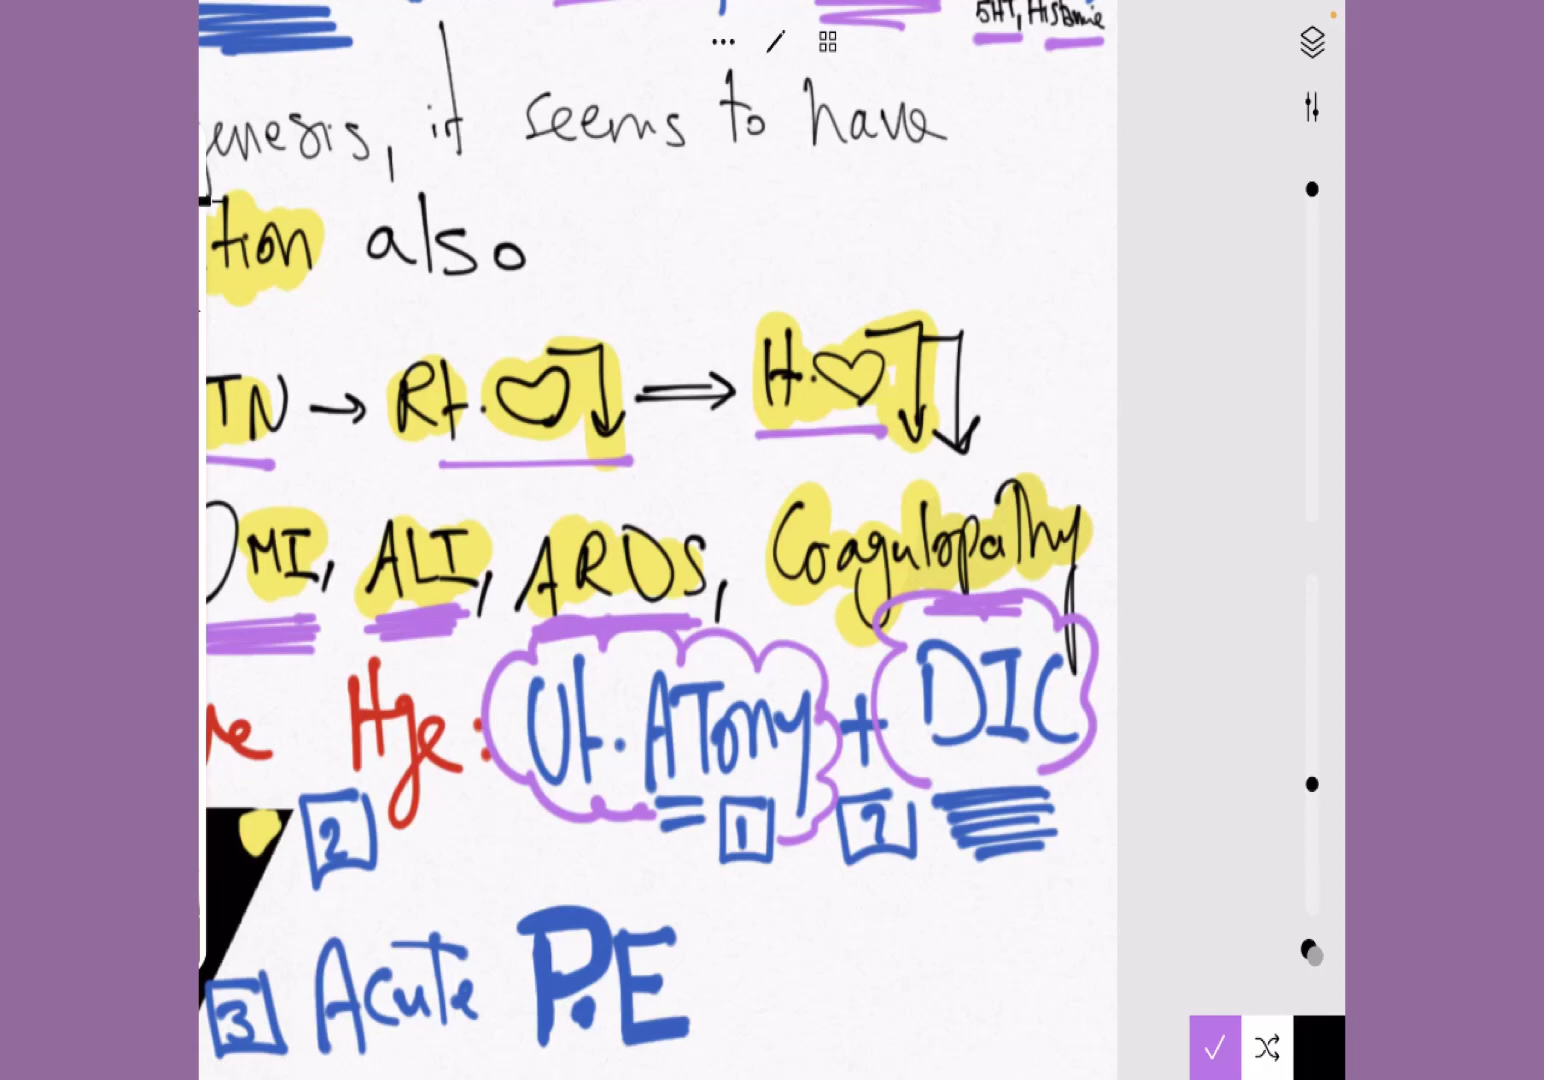 5HT, Histamine
genesis, it seems to have
tion also
TN → Rt. ♡ ↓ ⇒ H. ♡ ↓↓
MI, ALI, ARDS, Coagulopathy
Hge: Ut. ATony + DIC
2 1 2
3 Acute P.E